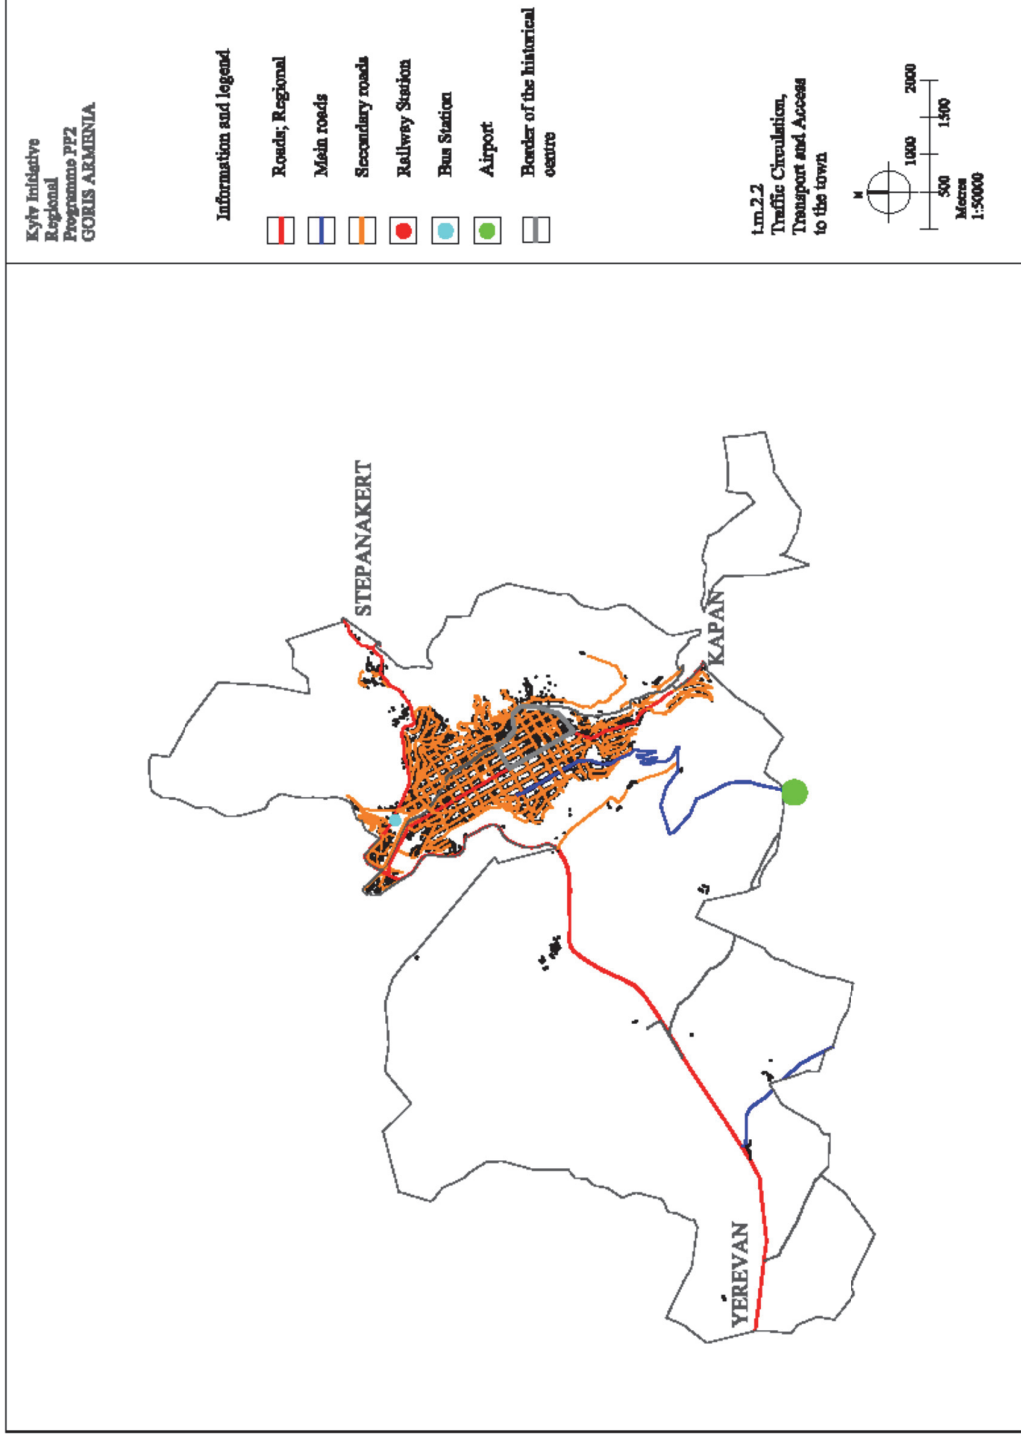 Kyiv Initiative
Regional
Programme PP2
GORIS ARMENIA
Information and legend
Roads; Regional
Main roads
Secondary roads
Railway Station
Bus Station
Airport
Border of the historical
centre
1.m.2.2
Traffic Circulation,
Transport and Access
to the town
N
500
1000
1500
2000
Metres
1:50000
STEPANAKERT
KAPAN
YEREVAN